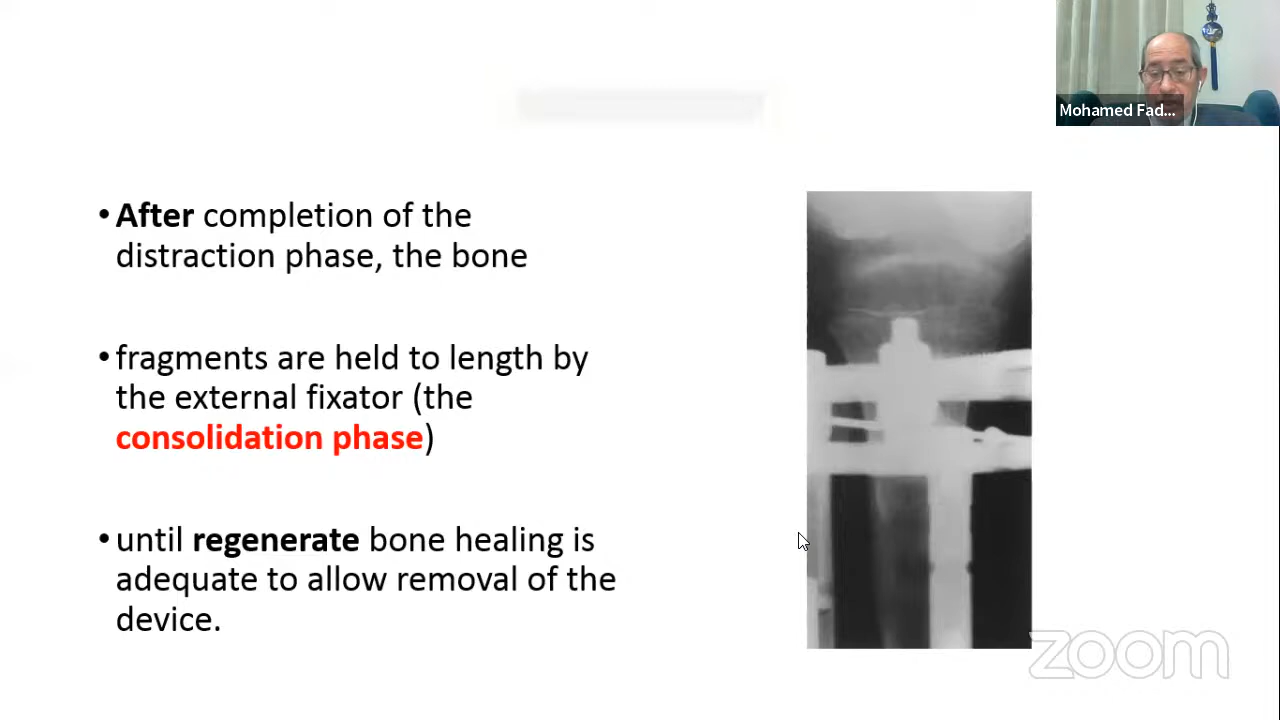 Mohamed Fad...
• After completion of the
distraction phase, the bone
• fragments are held to length by
the external fixator (the
consolidation phase)
• until regenerate bone healing is
adequate to allow removal of the
device.
zoom